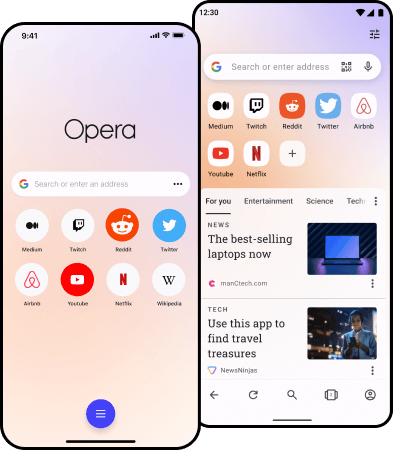 9:41
Opera
Search or enter an address
Medium
Twitch
Reddit
Twitter
Airbnb
Youtube
Netflix
Wikipedia
W
12:30
Search or enter address
Medium
Twitch
Reddit
Twitter
Airbnb
Youtube
Netflix
For you
Entertainment
Science
Tech
NEWS
The best-selling
laptops now
manCtech.com
TECH
Use this app to
find travel
treasures
NewsNinjas